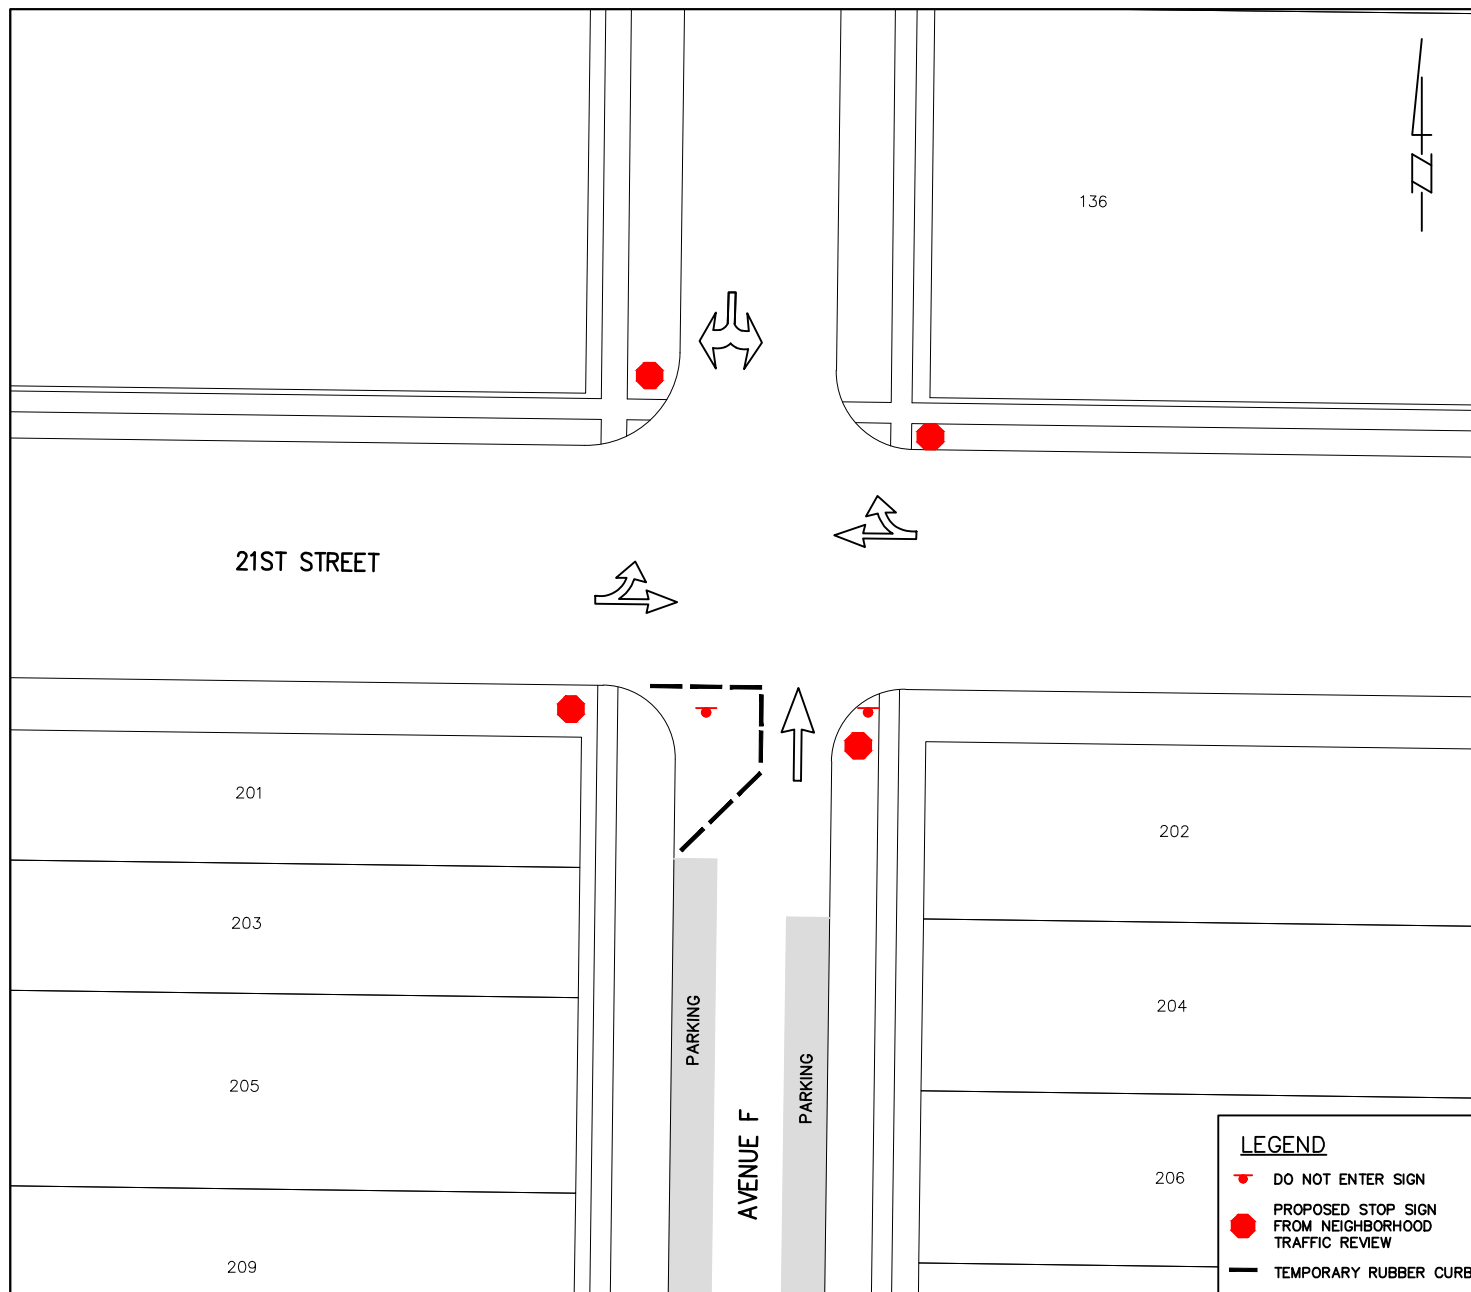 136
21ST STREET
201
202
203
PARKING
204
PARKING
205
AVENUE F
206
209
LEGEND
DO NOT ENTER SIGN
PROPOSED STOP SIGN
FROM NEIGHBORHOOD
TRAFFIC REVIEW
TEMPORARY RUBBER CURB